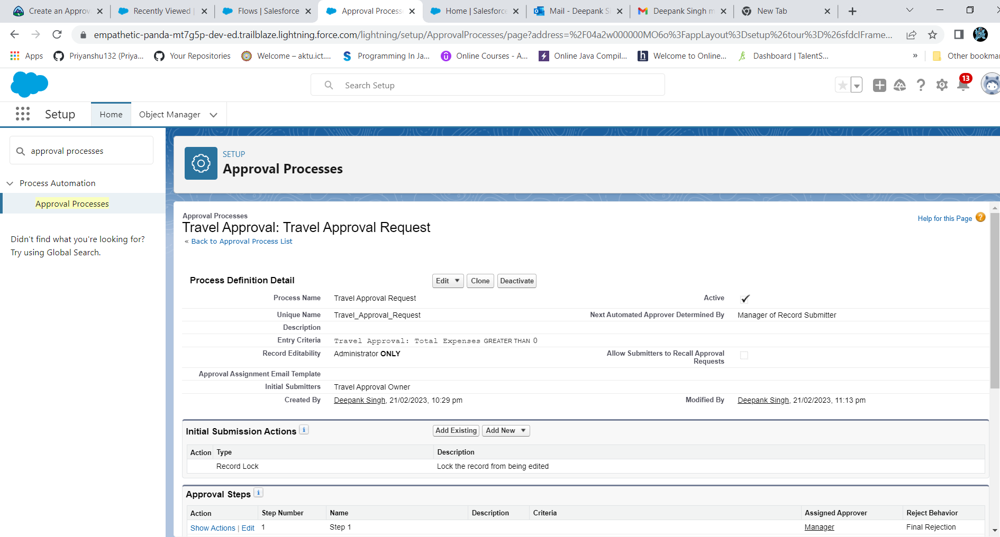 Create an Approv
Recently Viewed |
Flows | Salesforce
Approval Process
Home | Salesforce
Mail - Deepank S
Deepank Singh m
New Tab
empathetic-panda-mt7g5p-dev-ed.trailblaze.lightning.force.com/lightning/setup/ApprovalProcesses/page?address=%2F04a2w000000MO6o%3FappLayout%3Dsetup%26tour%3D%26sfdcIFrame...
Apps
Priyanshu132 (Priya...
Your Repositories
Welcome – aktu.ict....
Programming In Ja...
Online Courses - A...
Online Java Compil...
Welcome to Online...
Dashboard | TalentS...
»
Other bookmar
Search Setup
13
Setup
Home
Object Manager
approval processes
Process Automation
Approval Processes
Didn't find what you're looking for?
Try using Global Search.
SETUP
Approval Processes
Approval Processes
Travel Approval: Travel Approval Request
« Back to Approval Process List
Help for this Page ?
Process Definition Detail
Edit
Clone
Deactivate
Process Name Travel Approval Request
Active
Unique Name Travel_Approval_Request
Next Automated Approver Determined By Manager of Record Submitter
Description
Entry Criteria Travel Approval: Total Expenses GREATER THAN 0
Record Editability Administrator ONLY
Allow Submitters to Recall Approval
Requests
Approval Assignment Email Template
Initial Submitters Travel Approval Owner
Created By Deepank Singh, 21/02/2023, 10:29 pm
Modified By Deepank Singh, 21/02/2023, 11:13 pm
Initial Submission Actions i
Add Existing
Add New
Action Type Description
Record Lock Lock the record from being edited
Approval Steps i
Action Step Number Name Description Criteria Assigned Approver Reject Behavior
Show Actions | Edit 1 Step 1 Manager Final Rejection